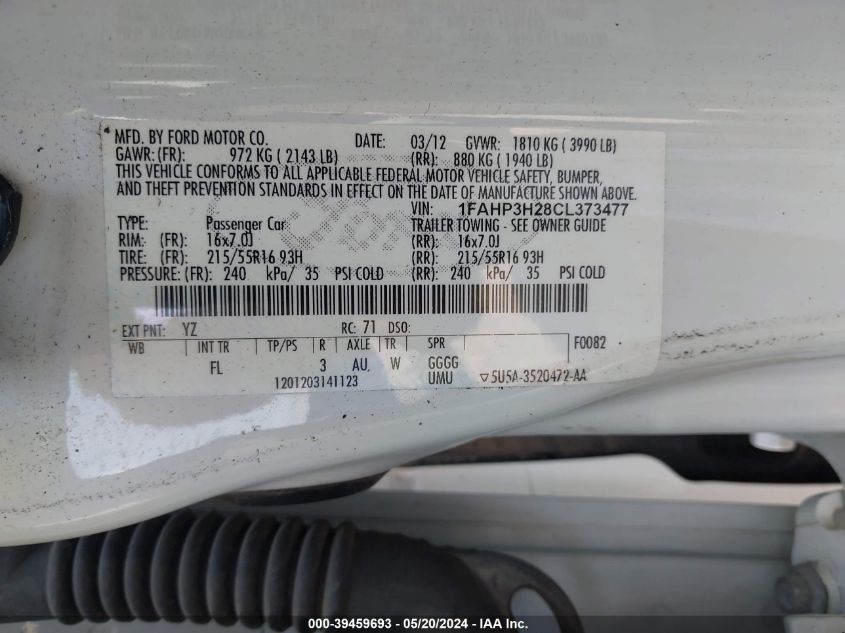 MFD. BY FORD MOTOR CO. DATE: 03/12 GVWR: 1810 KG ( 3990 LB)
GAWR: (FR): 972 KG ( 2143 LB) (RR): 880 KG ( 1940 LB)
THIS VEHICLE CONFORMS TO ALL APPLICABLE FEDERAL MOTOR VEHICLE SAFETY, BUMPER,
AND THEFT PREVENTION STANDARDS IN EFFECT ON THE DATE OF MANUFACTURE SHOWN ABOVE.
VIN: 1FAHP3H28CL373477
TYPE: Passenger Car TRAILER TOWING - SEE OWNER GUIDE
RIM: (FR): 16x7.0J (RR): 16x7.0J
TIRE: (FR): 215/55R16 93H (RR): 215/55R16 93H
PRESSURE: (FR): 240 kPa/ 35 PSI COLD (RR): 240 kPa/ 35 PSI COLD
EXT PNT: YZ RC: 71 DSO: F0082
WB INT TR TP/PS R AXLE TR SPR
FL 3 AU, W GGGG
1201203141123 UMU ▽5U5A-3520472-AA
000-39459693 - 05/20/2024 - IAA Inc.